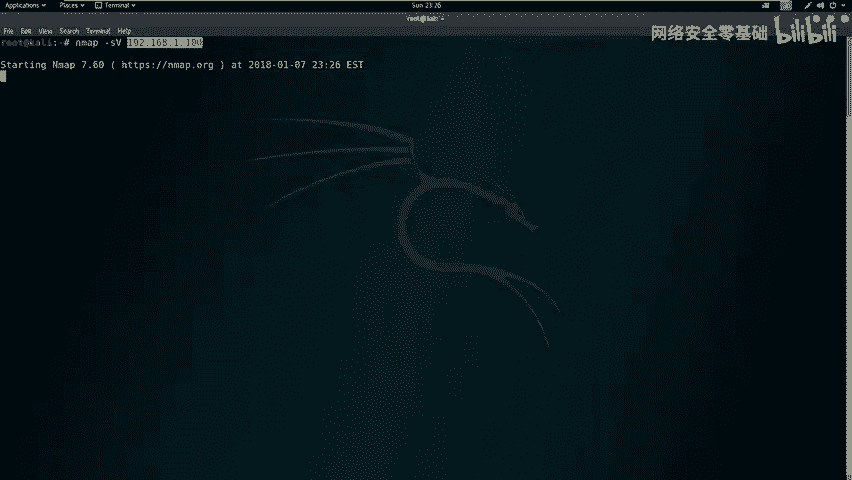 Applications Places Terminal Sun 23:26
root@kali: ~
File Edit View Search Terminal Help
网络安全零基础 bilibili
root@kali:~# nmap -sV 192.168.1.100
Starting Nmap 7.60 ( https://nmap.org ) at 2018-01-07 23:26 EST